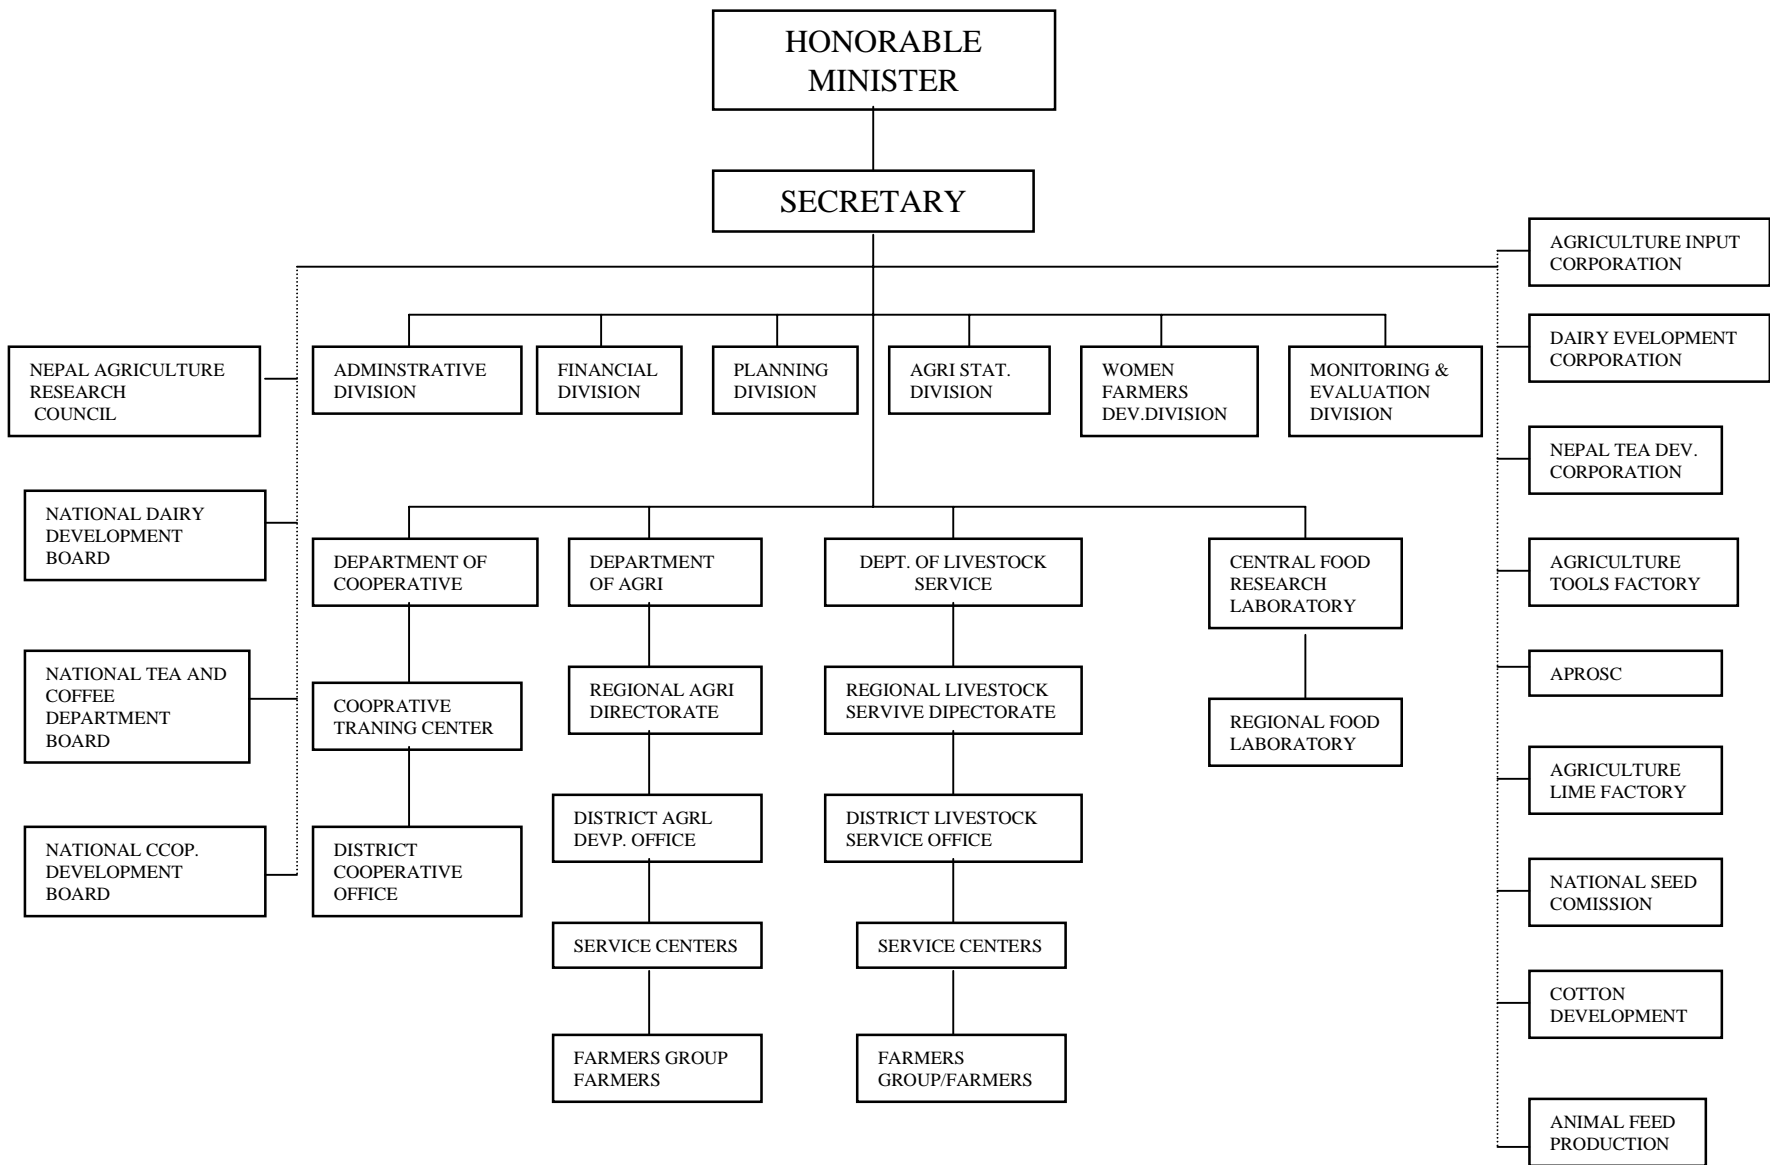 HONORABLE
MINISTER
SECRETARY
AGRICULTURE INPUT
CORPORATION
DAIRY EVELOPMENT
CORPORATION
NEPAL TEA DEV.
CORPORATION
AGRICULTURE
TOOLS FACTORY
APROSC
AGRICULTURE
LIME FACTORY
NATIONAL SEED
COMISSION
COTTON
DEVELOPMENT
ANIMAL FEED
PRODUCTION
NEPAL AGRICULTURE
RESEARCH
COUNCIL
NATIONAL DAIRY
DEVELOPMENT
BOARD
NATIONAL TEA AND
COFFEE
DEPARTMENT
BOARD
NATIONAL CCOP.
DEVELOPMENT
BOARD
ADMINSTRATIVE
DIVISION
FINANCIAL
DIVISION
PLANNING
DIVISION
AGRI STAT.
DIVISION
WOMEN
FARMERS
DEV.DIVISION
MONITORING &
EVALUATION
DIVISION
DEPARTMENT OF
COOPERATIVE
COOPRATIVE
TRANING CENTER
DISTRICT
COOPERATIVE
OFFICE
DEPARTMENT
OF AGRI
REGIONAL AGRI
DIRECTORATE
DISTRICT AGRL
DEVP. OFFICE
SERVICE CENTERS
FARMERS GROUP
FARMERS
DEPT. OF LIVESTOCK
SERVICE
REGIONAL LIVESTOCK
SERVIVE DIPECTORATE
DISTRICT LIVESTOCK
SERVICE OFFICE
SERVICE CENTERS
FARMERS
GROUP/FARMERS
CENTRAL FOOD
RESEARCH
LABORATORY
REGIONAL FOOD
LABORATORY